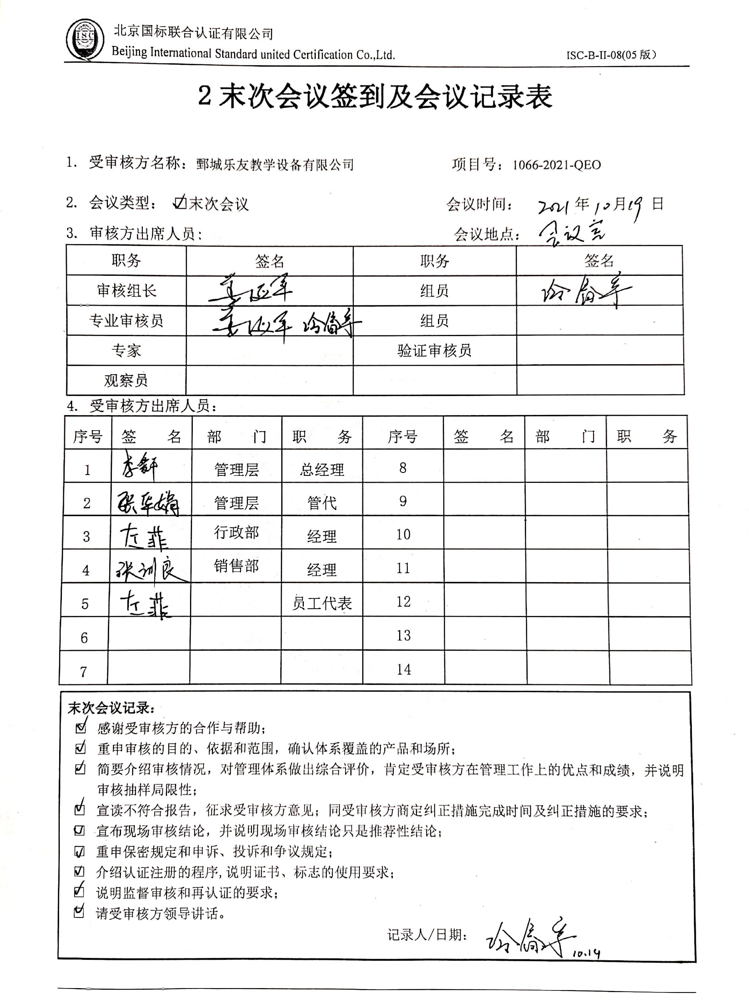 ISC
北京国标联合认证有限公司
Beijing International Standard united Certification Co.,Ltd.
ISC-B-II-08(05 版)
2 末次会议签到及会议记录表
1. 受审核方名称：鄄城乐友教学设备有限公司 项目号：1066-2021-QEO
2. 会议类型：☑末次会议 会议时间：2021年10月19日
3. 审核方出席人员： 会议地点：会议室
职务 签名 职务 签名
审核组长 姜延军 组员
专业审核员 姜延军 组员
专家 验证审核员
观察员
4. 受审核方出席人员：
序号 签 名 部 门 职 务 序号 签 名 部 门 职 务
1 管理层 总经理 8
2 张华娟 管理层 管代 9
3 左菲 行政部 经理 10
4 张训良 销售部 经理 11
5 左菲 员工代表 12
6 13
7 14
末次会议记录：
☑ 感谢受审核方的合作与帮助；
☑ 重申审核的目的、依据和范围，确认体系覆盖的产品和场所；
☑ 简要介绍审核情况，对管理体系做出综合评价，肯定受审核方在管理工作上的优点和成绩，并说明
审核抽样局限性；
☑ 宣读不符合报告，征求受审核方意见；同受审核方商定纠正措施完成时间及纠正措施的要求；
☑ 宣布现场审核结论，并说明现场审核结论只是推荐性结论；
☑ 重申保密规定和申诉、投诉和争议规定；
☑ 介绍认证注册的程序,说明证书、标志的使用要求；
☑ 说明监督审核和再认证的要求；
☑ 请受审核方领导讲话。
记录人/日期： 10.19